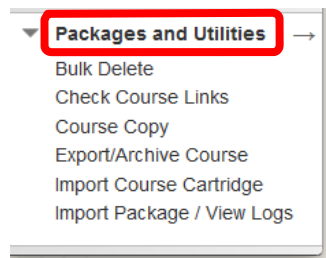 Packages and Utilities →
Bulk Delete
Check Course Links
Course Copy
Export/Archive Course
Import Course Cartridge
Import Package / View Logs